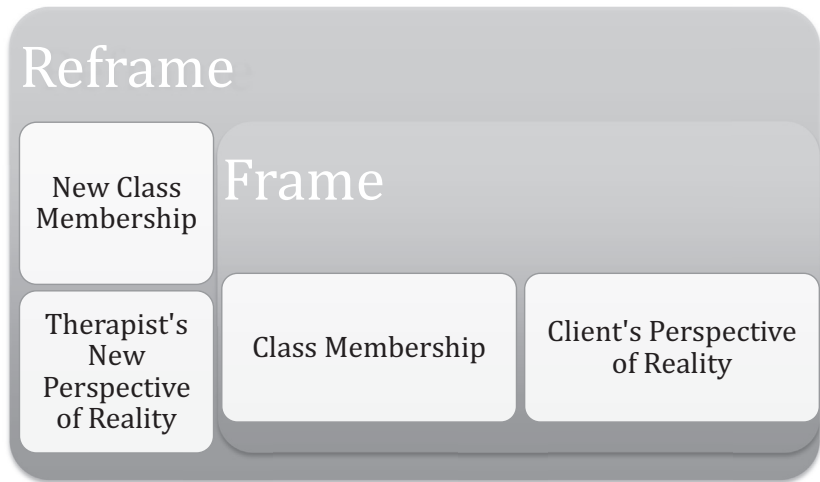 Reframe
New Class
Membership
Therapist's
New
Perspective
of Reality
Frame
Class Membership
Client's Perspective
of Reality